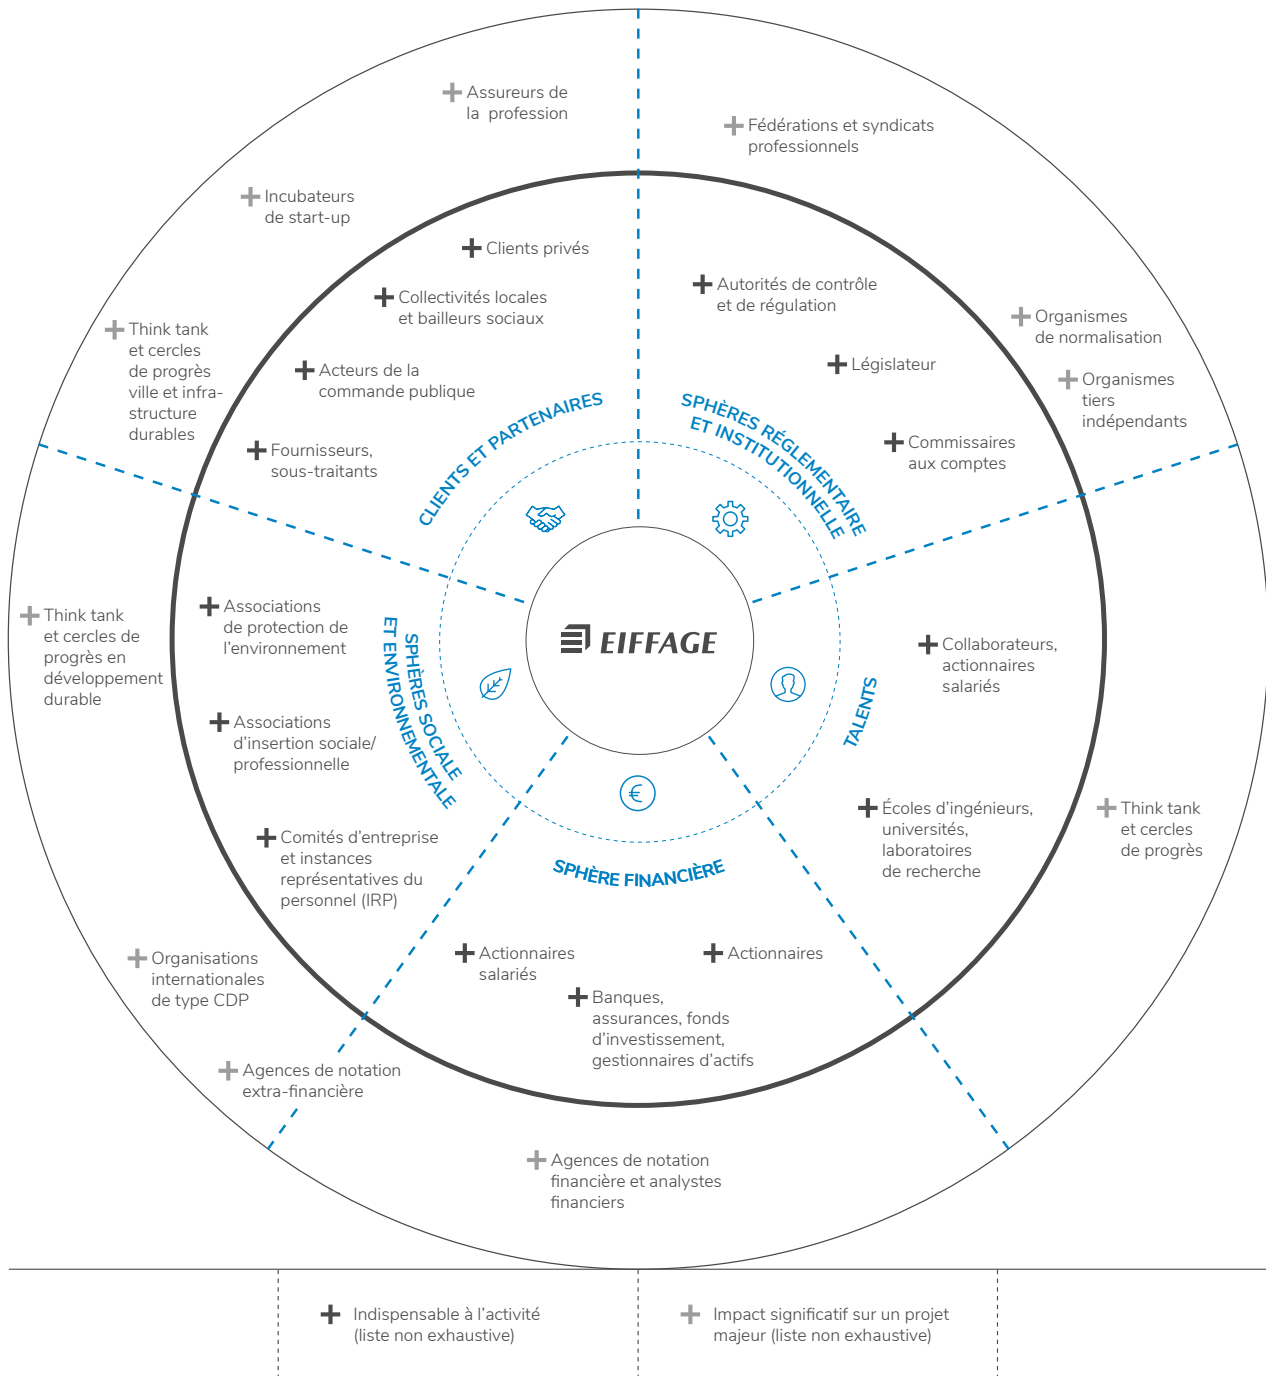 Assureurs de
la profession
Incubateurs
de start-up
Think tank
et cercles
de progrès
ville et infra-
structure
durables
Clients privés
Collectivités locales
et bailleurs sociaux
Acteurs de la
commande publique
Fournisseurs,
sous-traitants
CLIENTS ET PARTENAIRES
Fédérations et syndicats
professionnels
Organismes
de normalisation
Organismes
tiers
indépendants
Autorités de contrôle
et de régulation
Législateur
Commissaires
aux comptes
SPHÈRES RÉGLEMENTAIRE
ET INSTITUTIONNELLE
EIFFAGE
Think tank
et cercles de
progrès en
développement
durable
Associations
de protection de
l'environnement
Associations
d'insertion sociale/
professionnelle
Comités d'entreprise
et instances
représentatives du
personnel (IRP)
SPHÈRES SOCIALE
ET ENVIRONNEMENTALE
Organisations
internationales
de type CDP
Agences de notation
extra-financière
TALENTS
Collaborateurs,
actionnaires
salariés
Écoles d'ingénieurs,
universités,
laboratoires
de recherche
Think tank
et cercles
de progrès
€
SPHÈRE FINANCIÈRE
Actionnaires
salariés
Actionnaires
Banques,
assurances, fonds
d'investissement,
gestionnaires d'actifs
Agences de notation
financière et analystes
financiers
Indispensable à l'activité
(liste non exhaustive)
Impact significatif sur un projet
majeur (liste non exhaustive)